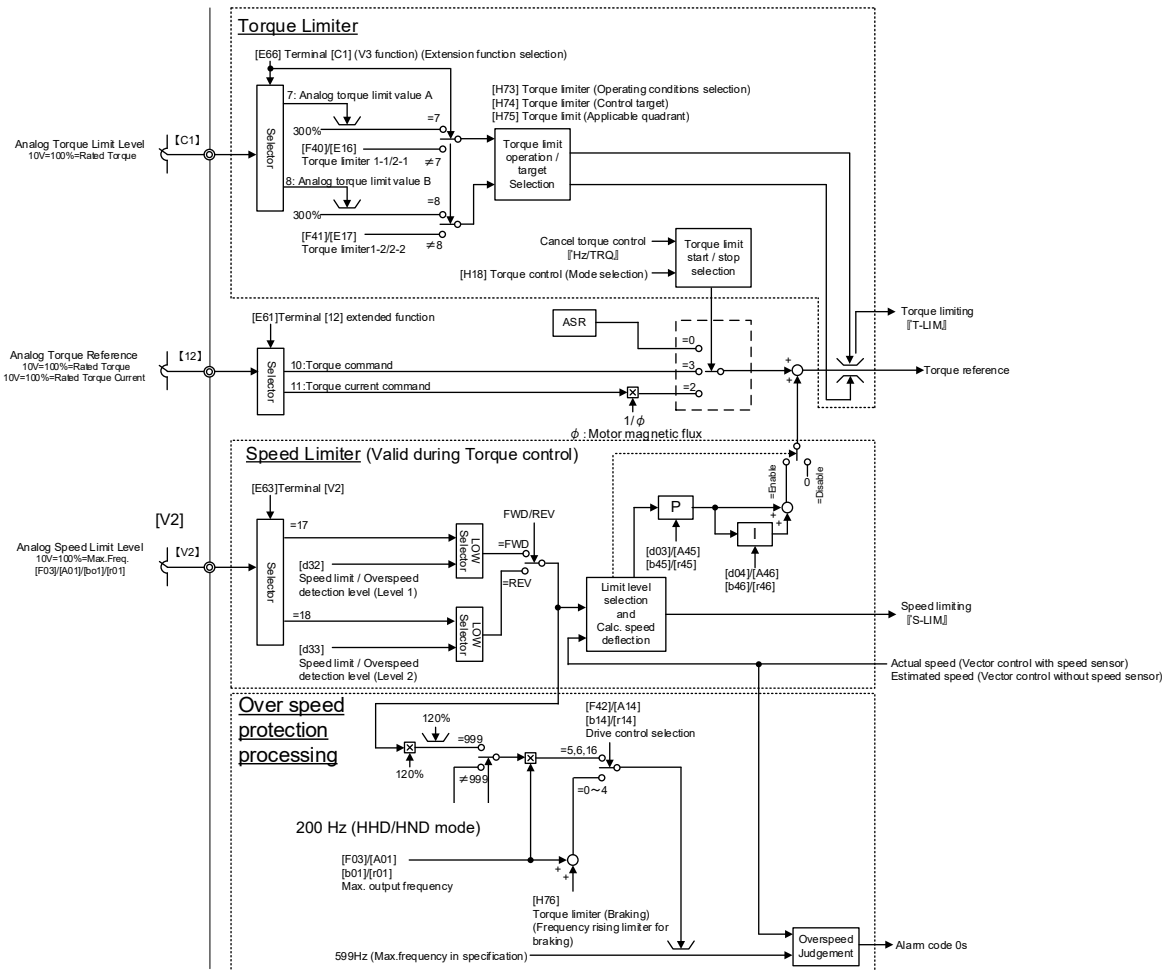 Torque Limiter
[E66] Terminal [C1] (V3 function) (Extension function selection)
7: Analog torque limit value A
[H73] Torque limiter (Operating conditions selection)
[H74] Torque limiter (Control target)
[H75] Torque limit (Applicable quadrant)
=7
300%
Analog Torque Limit Level
10V=100%=Rated Torque
【C1】
Selector
[F40]/[E16]
Torque limiter 1-1/2-1
≠7
Torque limit
operation /
target
Selection
8: Analog torque limit value B
=8
300%
[F41]/[E17]
Torque limiter1-2/2-2
≠8
Cancel torque control
『Hz/TRQ』
Torque limit
start / stop
selection
[H18] Torque control (Mode selection)
[E61]Terminal [12] extended function
ASR
Torque limiting
『T-LIM』
=0
Analog Torque Reference
10V=100%=Rated Torque
10V=100%=Rated Torque Current
【12】
Selector
10:Torque command
=3
+
+
Torque reference
11:Torque current command
=2
1/ϕ
ϕ : Motor magnetic flux
Speed Limiter (Valid during Torque control)
[E63]Terminal [V2]
=Enable
0
=Disable
[V2]
FWD/REV
P
+
+
I
=17
=FWD
LOW
Selector
[d03]/[A45]
[b45]/[r45]
Analog Speed Limit Level
10V=100%=Max.Freq.
[F03]/[A01]/[bo1]/[r01]
【V2】
Selector
[d32]
Speed limit / Overspeed
detection level (Level 1)
=REV
[d04]/[A46]
[b46]/[r46]
Limit level
selection
and
Calc. speed
deflection
Speed limiting
『S-LIM』
=18
LOW
Selector
[d33]
Speed limit / Overspeed
detection level (Level 2)
Actual speed (Vector control with speed sensor)
Estimated speed (Vector control without speed sensor)
Over speed
protection
processing
[F42]/[A14]
[b14]/[r14]
Drive control selection
120%
=999
=5,6,16
120%
≠999
=0～4
200 Hz (HHD/HND mode)
[F03]/[A01]
[b01]/[r01]
Max. output frequency
+
+
[H76]
Torque limiter (Braking)
(Frequency rising limiter for
braking)
599Hz (Max.frequency in specification)
Overspeed
Judgement
Alarm code 0s